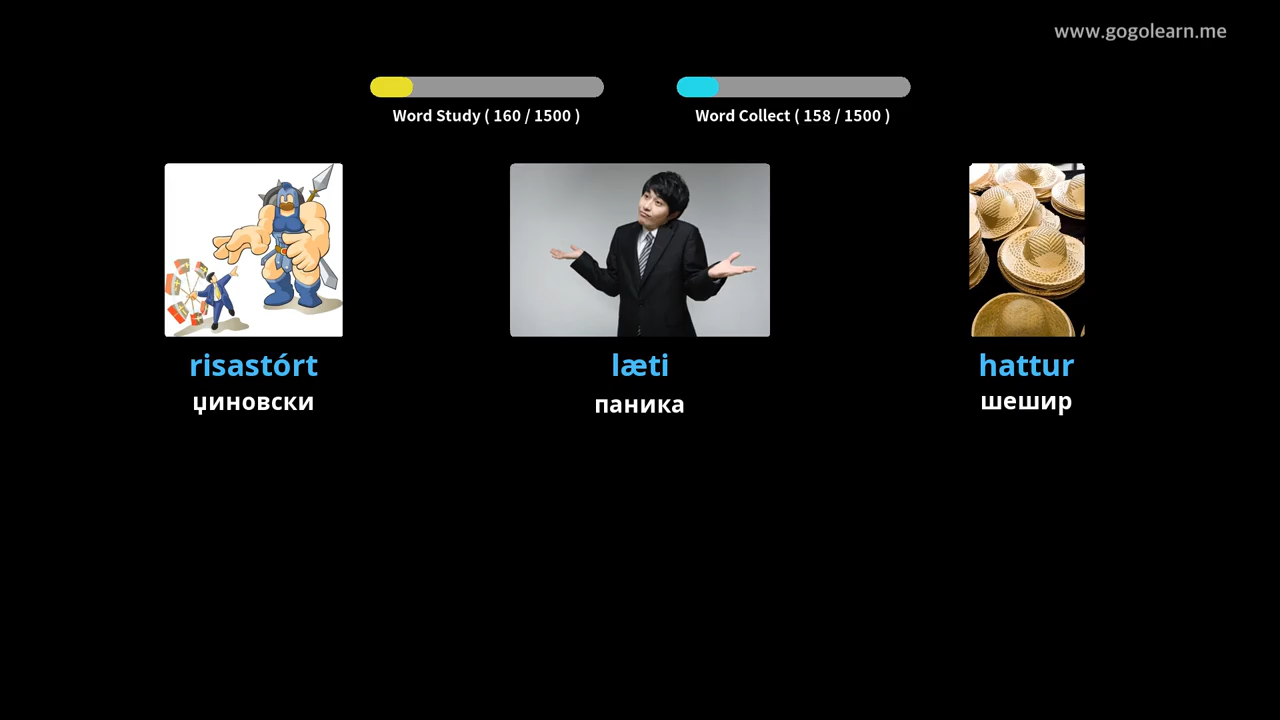 www.gogolearn.me
Word Study ( 160 / 1500 )
Word Collect ( 158 / 1500 )
risastórt
џиновски
læti
паника
hattur
шешир